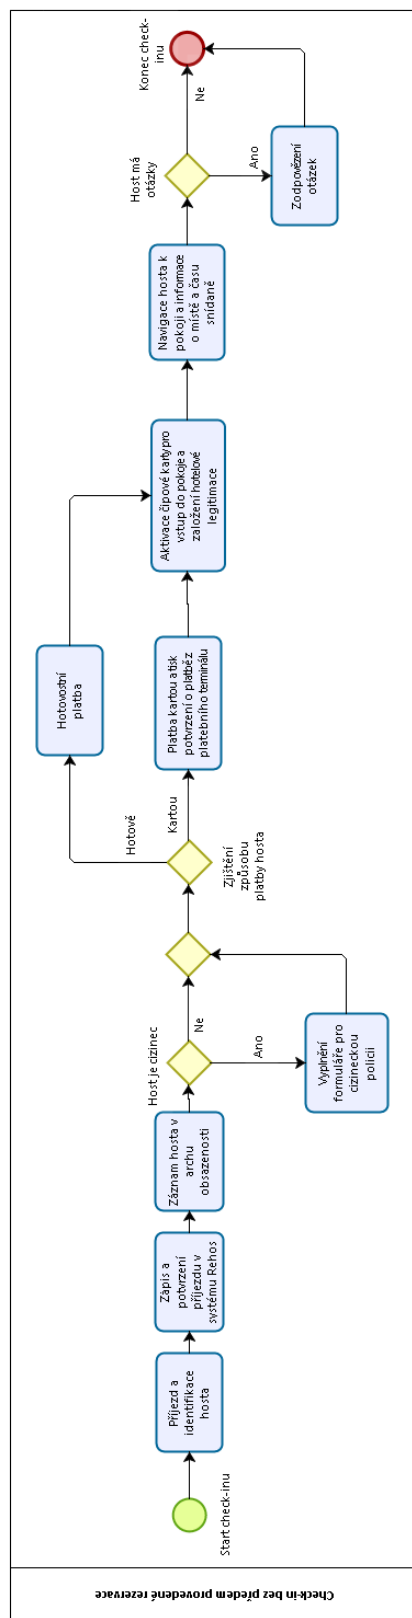 Check-in bez předem provedené rezervace
Start check-inu
Příjezd a
identifikace
hosta
Zápis a
potvrzení
příjezdu v
systému Rehos
Záznam hosta v
archu
obsazenosti
Host je cizinec
Ne
Ano
Vyplnění
formuláře pro
cizineckou
policii
Zjištění
způsobu
platby hosta
Hotově
Kartou
Hotovostní
platba
Platba kartou a tisk
potvrzení o platbě z
platebního terminálu
Aktivace čipové karty pro
vstup do pokoje a
založení hotelové
legitimace
Navigace hosta k
pokoji a informace
o místě a času
snídaně
Host má
otázky
Ne
Ano
Zodpovězení
otázek
Konec check-
inu